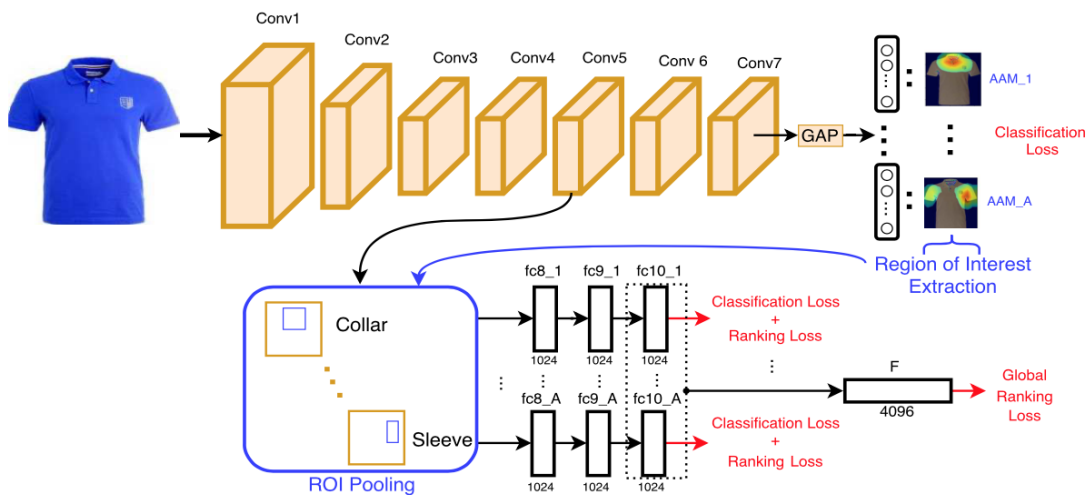 Conv1
Conv2
Conv3
Conv4
Conv5
Conv 6
Conv7
GAP
AAM_1
Classification
Loss
AAM_A
Region of Interest
Extraction
Collar
Sleeve
ROI Pooling
fc8_1
fc9_1
fc10_1
1024
1024
1024
Classification Loss
+
Ranking Loss
fc8_A
fc9_A
fc10_A
1024
1024
1024
Classification Loss
+
Ranking Loss
F
4096
Global
Ranking
Loss